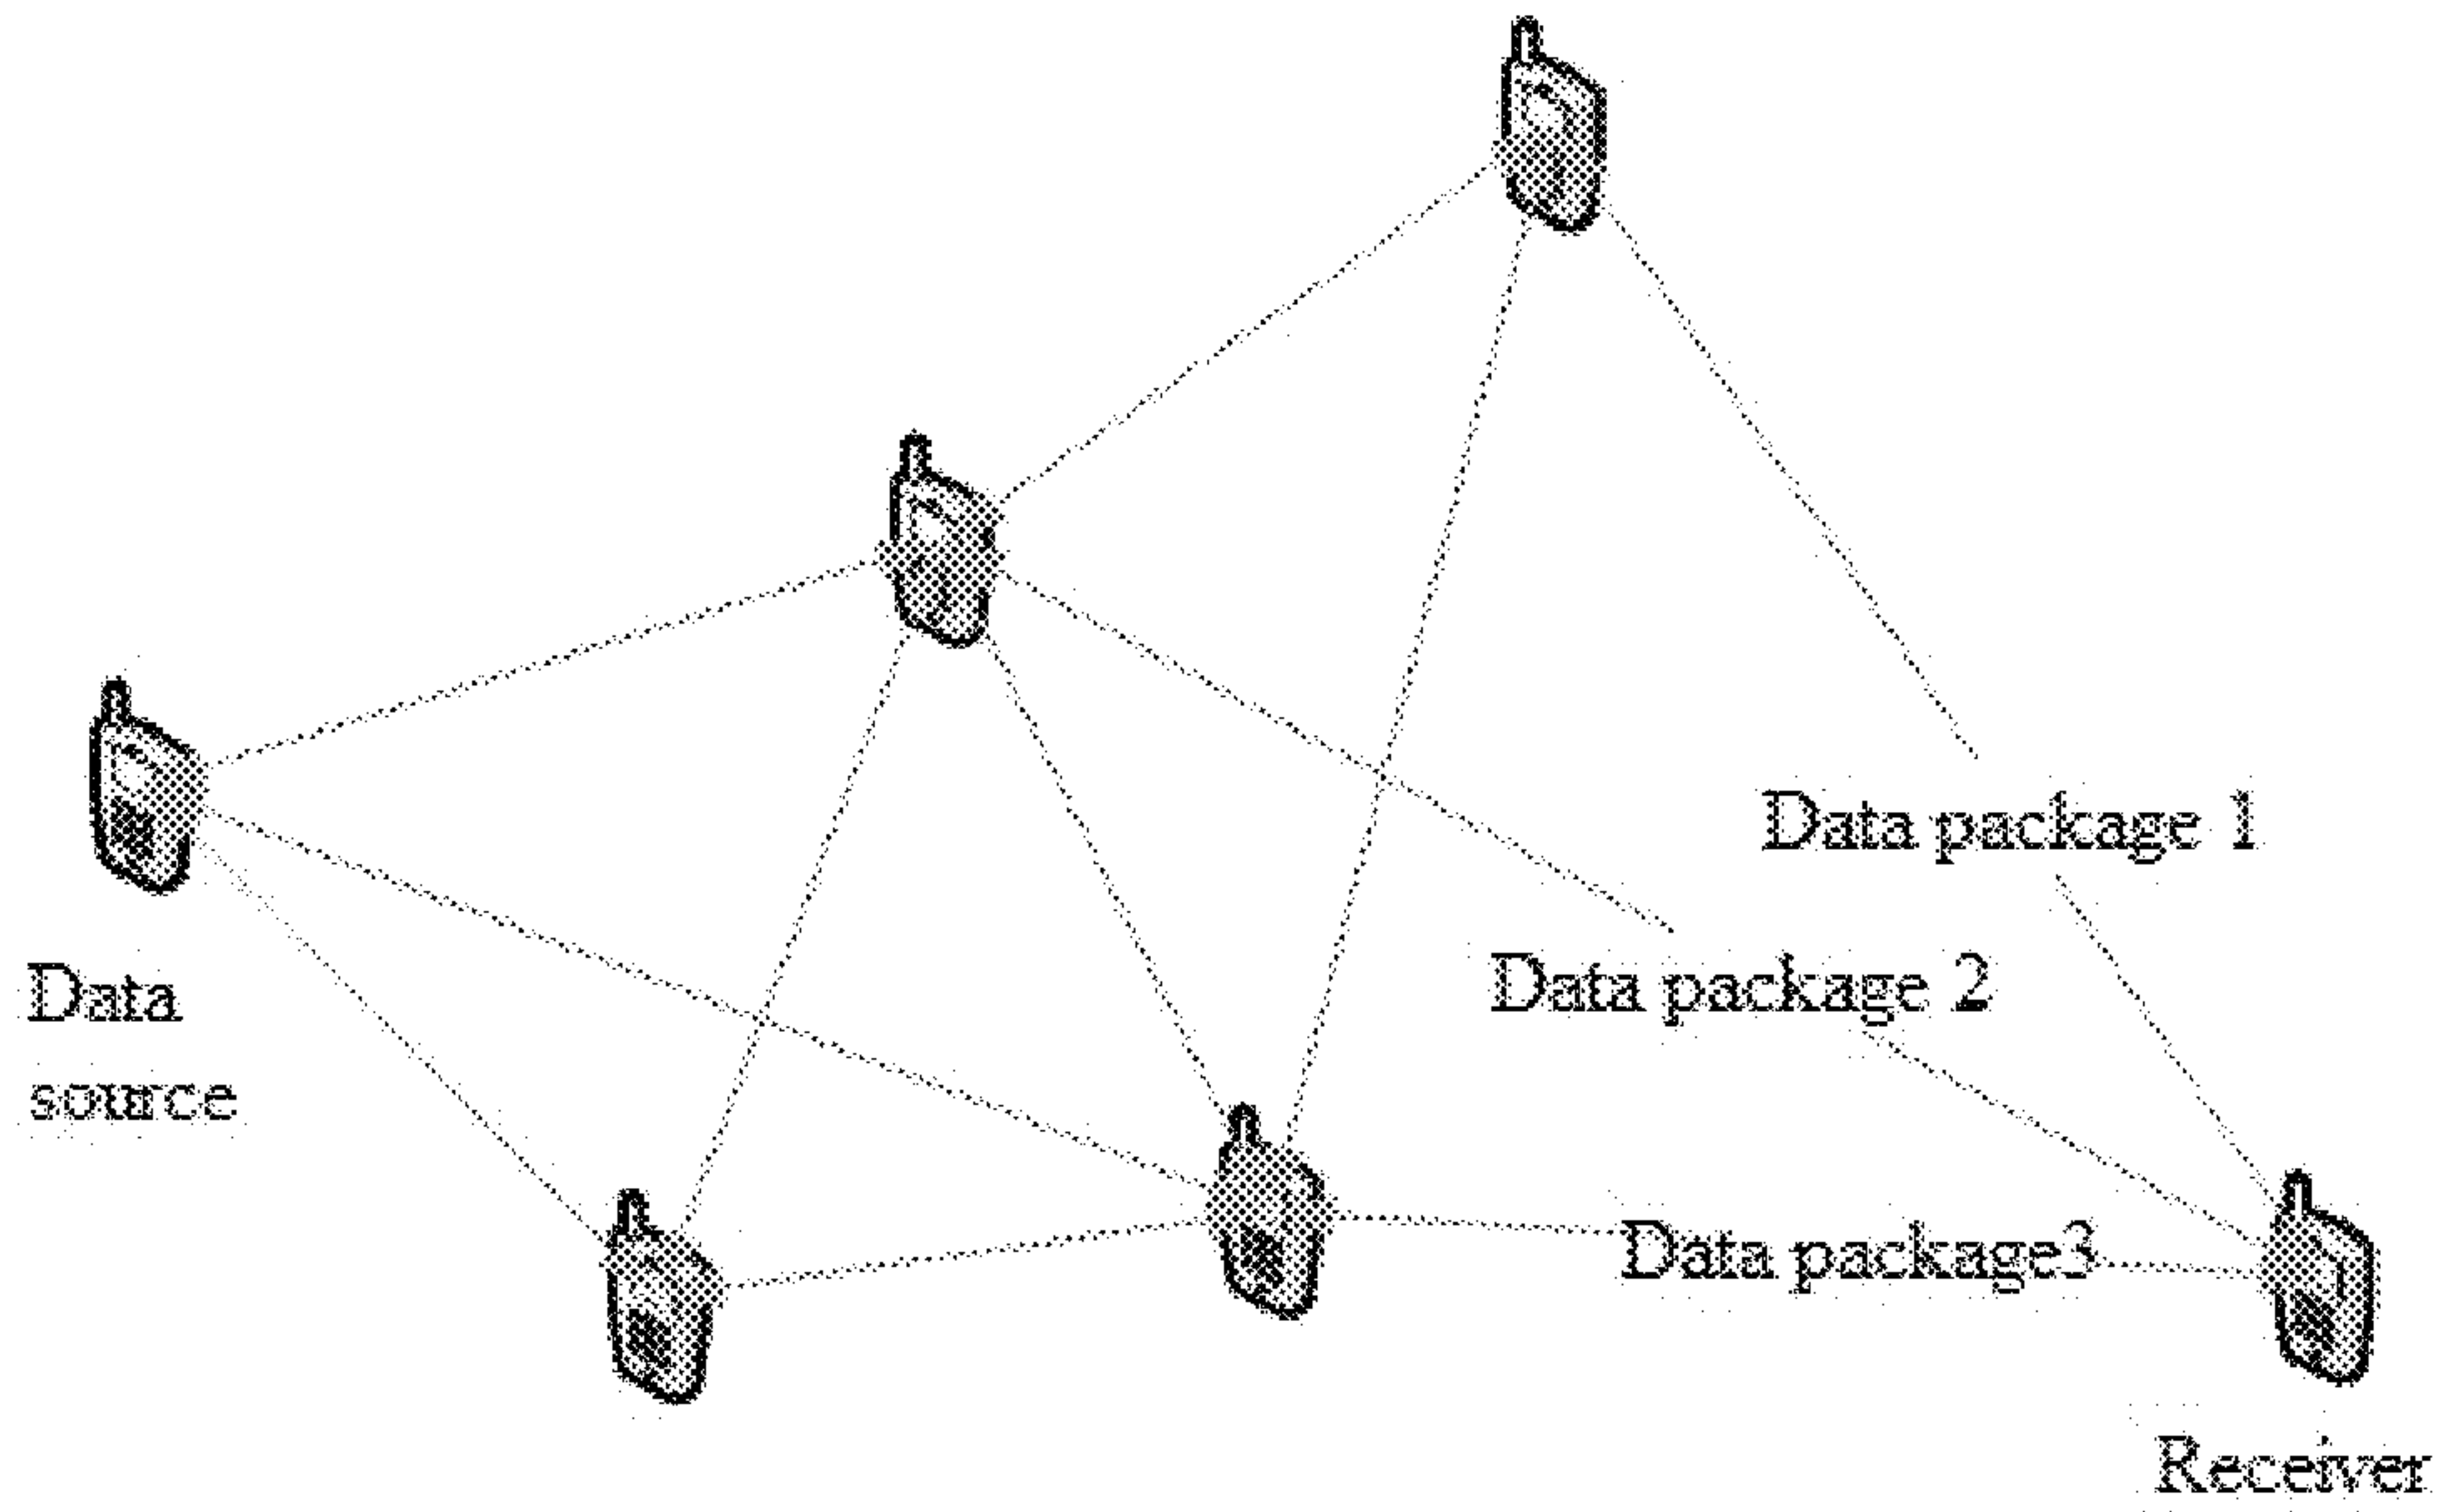 Data package 1
Data package 2
Data
source
Data package3
Receiver